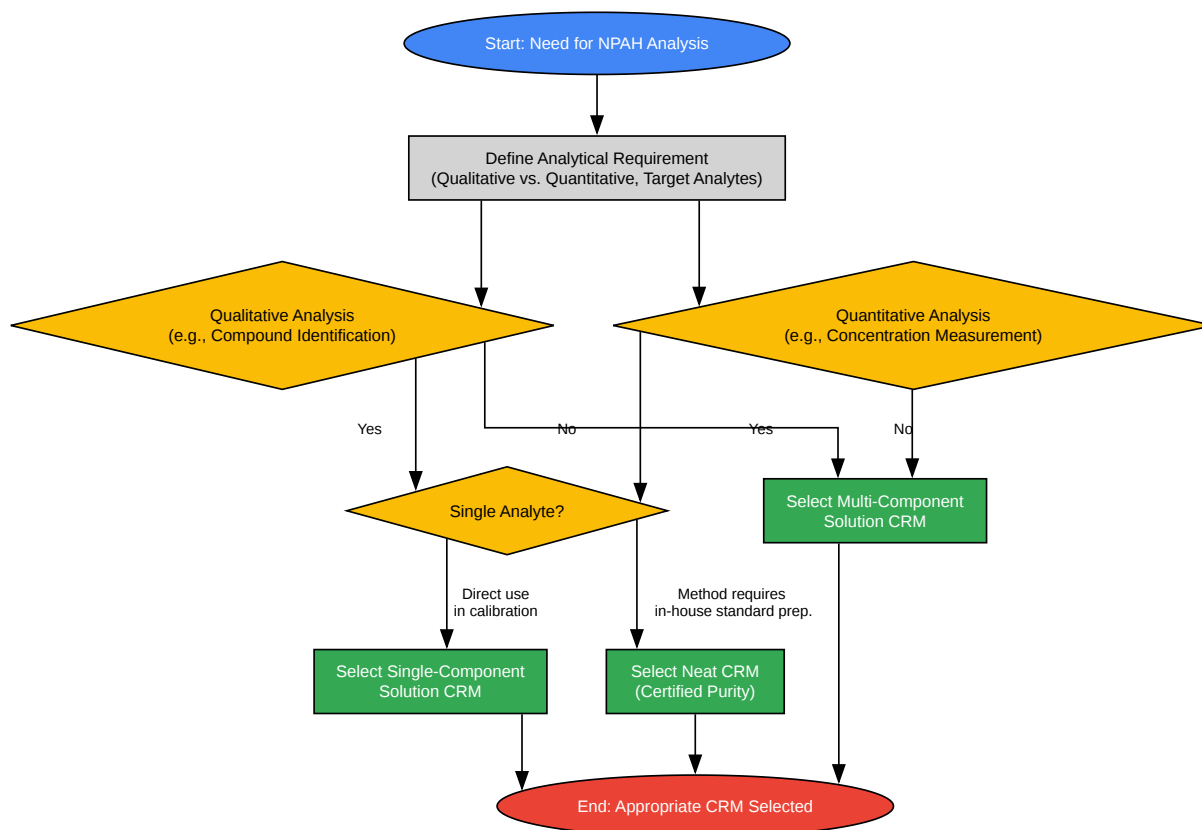 Start: Need for NPAH Analysis
Define Analytical Requirement
(Qualitative vs. Quantitative, Target Analytes)
Qualitative Analysis
(e.g., Compound Identification)
Quantitative Analysis
(e.g., Concentration Measurement)
Yes
No
Yes
No
Single Analyte?
Select Multi-Component
Solution CRM
Direct use
in calibration
Method requires
in-house standard prep.
Select Single-Component
Solution CRM
Select Neat CRM
(Certified Purity)
End: Appropriate CRM Selected